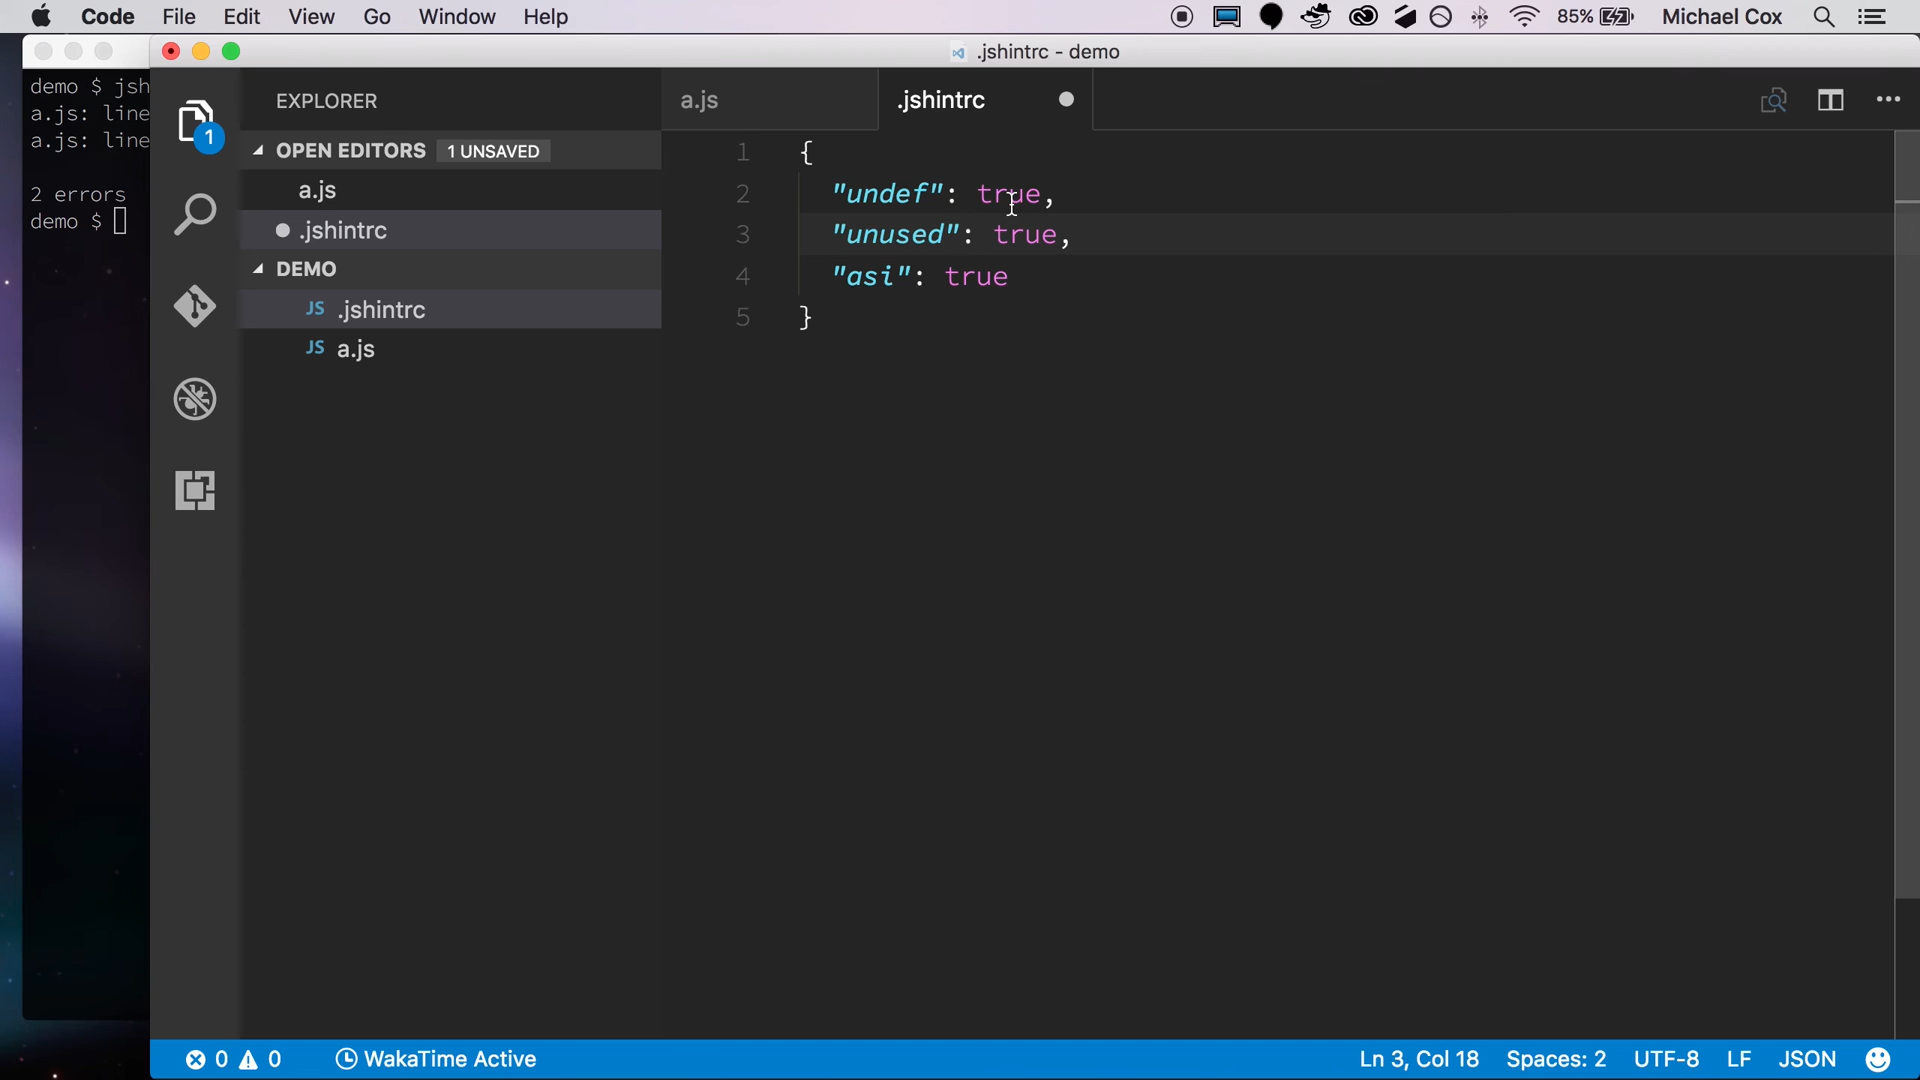 Code File Edit View Go Window Help 85% Michael Cox
.jshintrc - demo
demo $ jsh
a.js: line
a.js: line
2 errors
demo $
1
EXPLORER
OPEN EDITORS 1 UNSAVED
a.js
.jshintrc
DEMO
JS .jshintrc
JS a.js
a.js .jshintrc
1 {
2 "undef": true,
3 "unused": true,
4 "asi": true
5 }
0 0 WakaTime Active Ln 3, Col 18 Spaces: 2 UTF-8 LF JSON